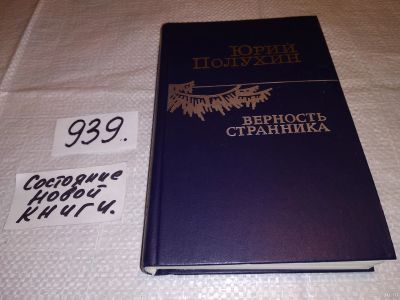 Юрий
Полухин
ВЕРНОСТЬ
СТРАННИКА
939.
Состояние
Новой
книги.